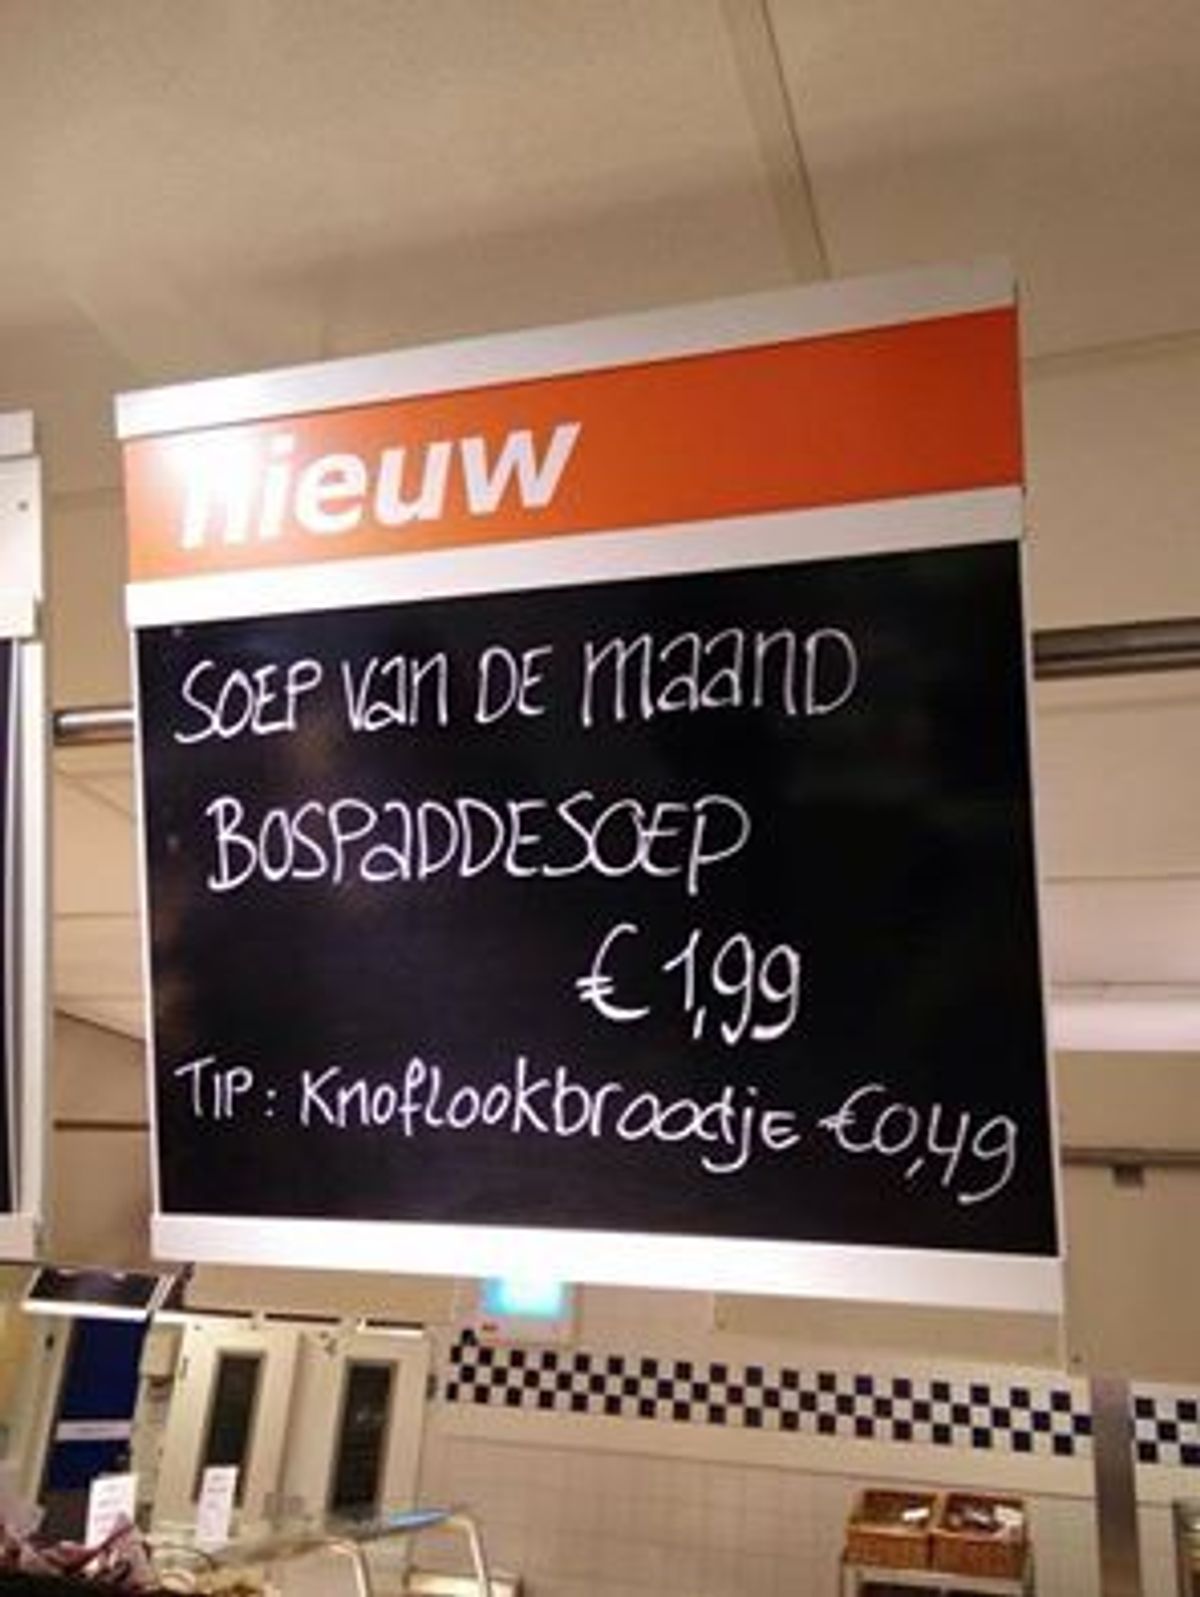 nieuw
SOEP van DE maand
BOSPaDDESOEP
€ 1,99
TIP: Knoflookbroodje €0,49